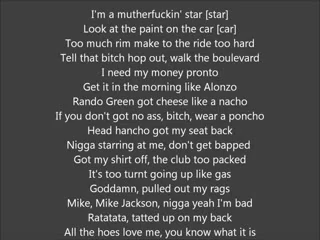 I'm a mutherfuckin' star [star]
Look at the paint on the car [car]
Too much rim make to the ride too hard
Tell that bitch hop out, walk the boulevard
I need my money pronto
Get it in the morning like Alonzo
Rando Green got cheese like a nacho
If you don't got no ass, bitch, wear a poncho
Head hancho got my seat back
Nigga starring at me, don't get bapped
Got my shirt off, the club too packed
It's too turnt going up like gas
Goddamn, pulled out my rags
Mike, Mike Jackson, nigga yeah I'm bad
Ratatata, tatted up on my back
All the hoes love me, you know what it is